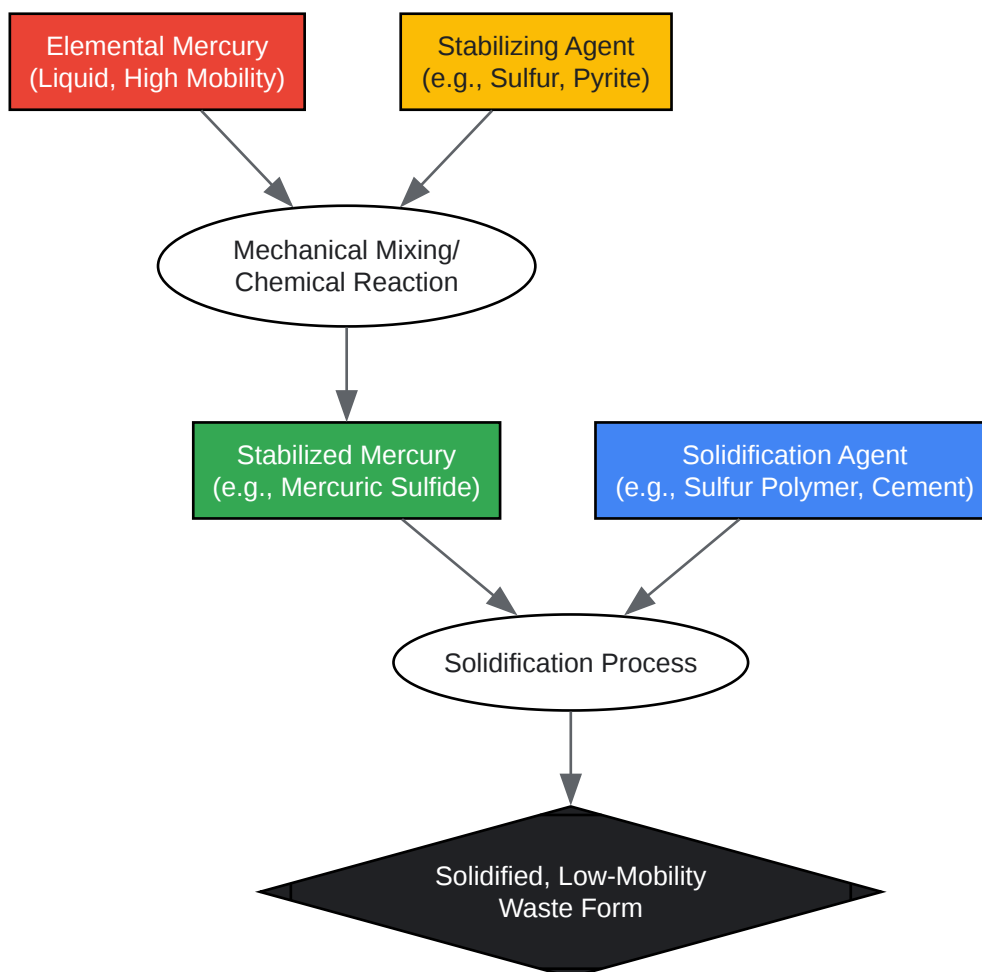 Elemental Mercury
(Liquid, High Mobility)
Stabilizing Agent
(e.g., Sulfur, Pyrite)
Mechanical Mixing/
Chemical Reaction
Stabilized Mercury
(e.g., Mercuric Sulfide)
Solidification Agent
(e.g., Sulfur Polymer, Cement)
Solidification Process
Solidified, Low-Mobility
Waste Form